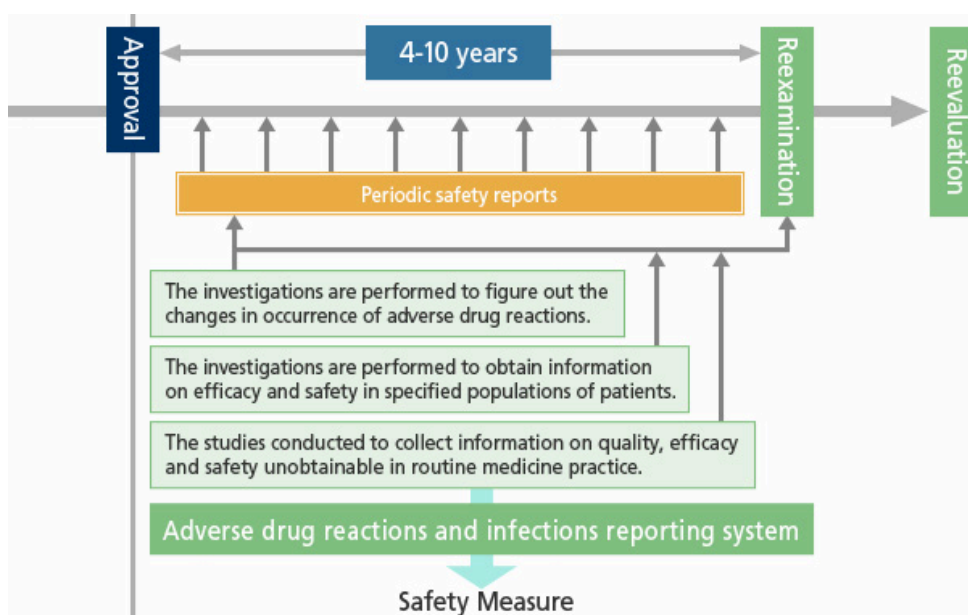 Approval
4-10 years
Reexamination
Reevaluation
Periodic safety reports
The investigations are performed to figure out the
changes in occurrence of adverse drug reactions.
The investigations are performed to obtain information
on efficacy and safety in specified populations of patients.
The studies conducted to collect information on quality, efficacy
and safety unobtainable in routine medicine practice.
Adverse drug reactions and infections reporting system
Safety Measure